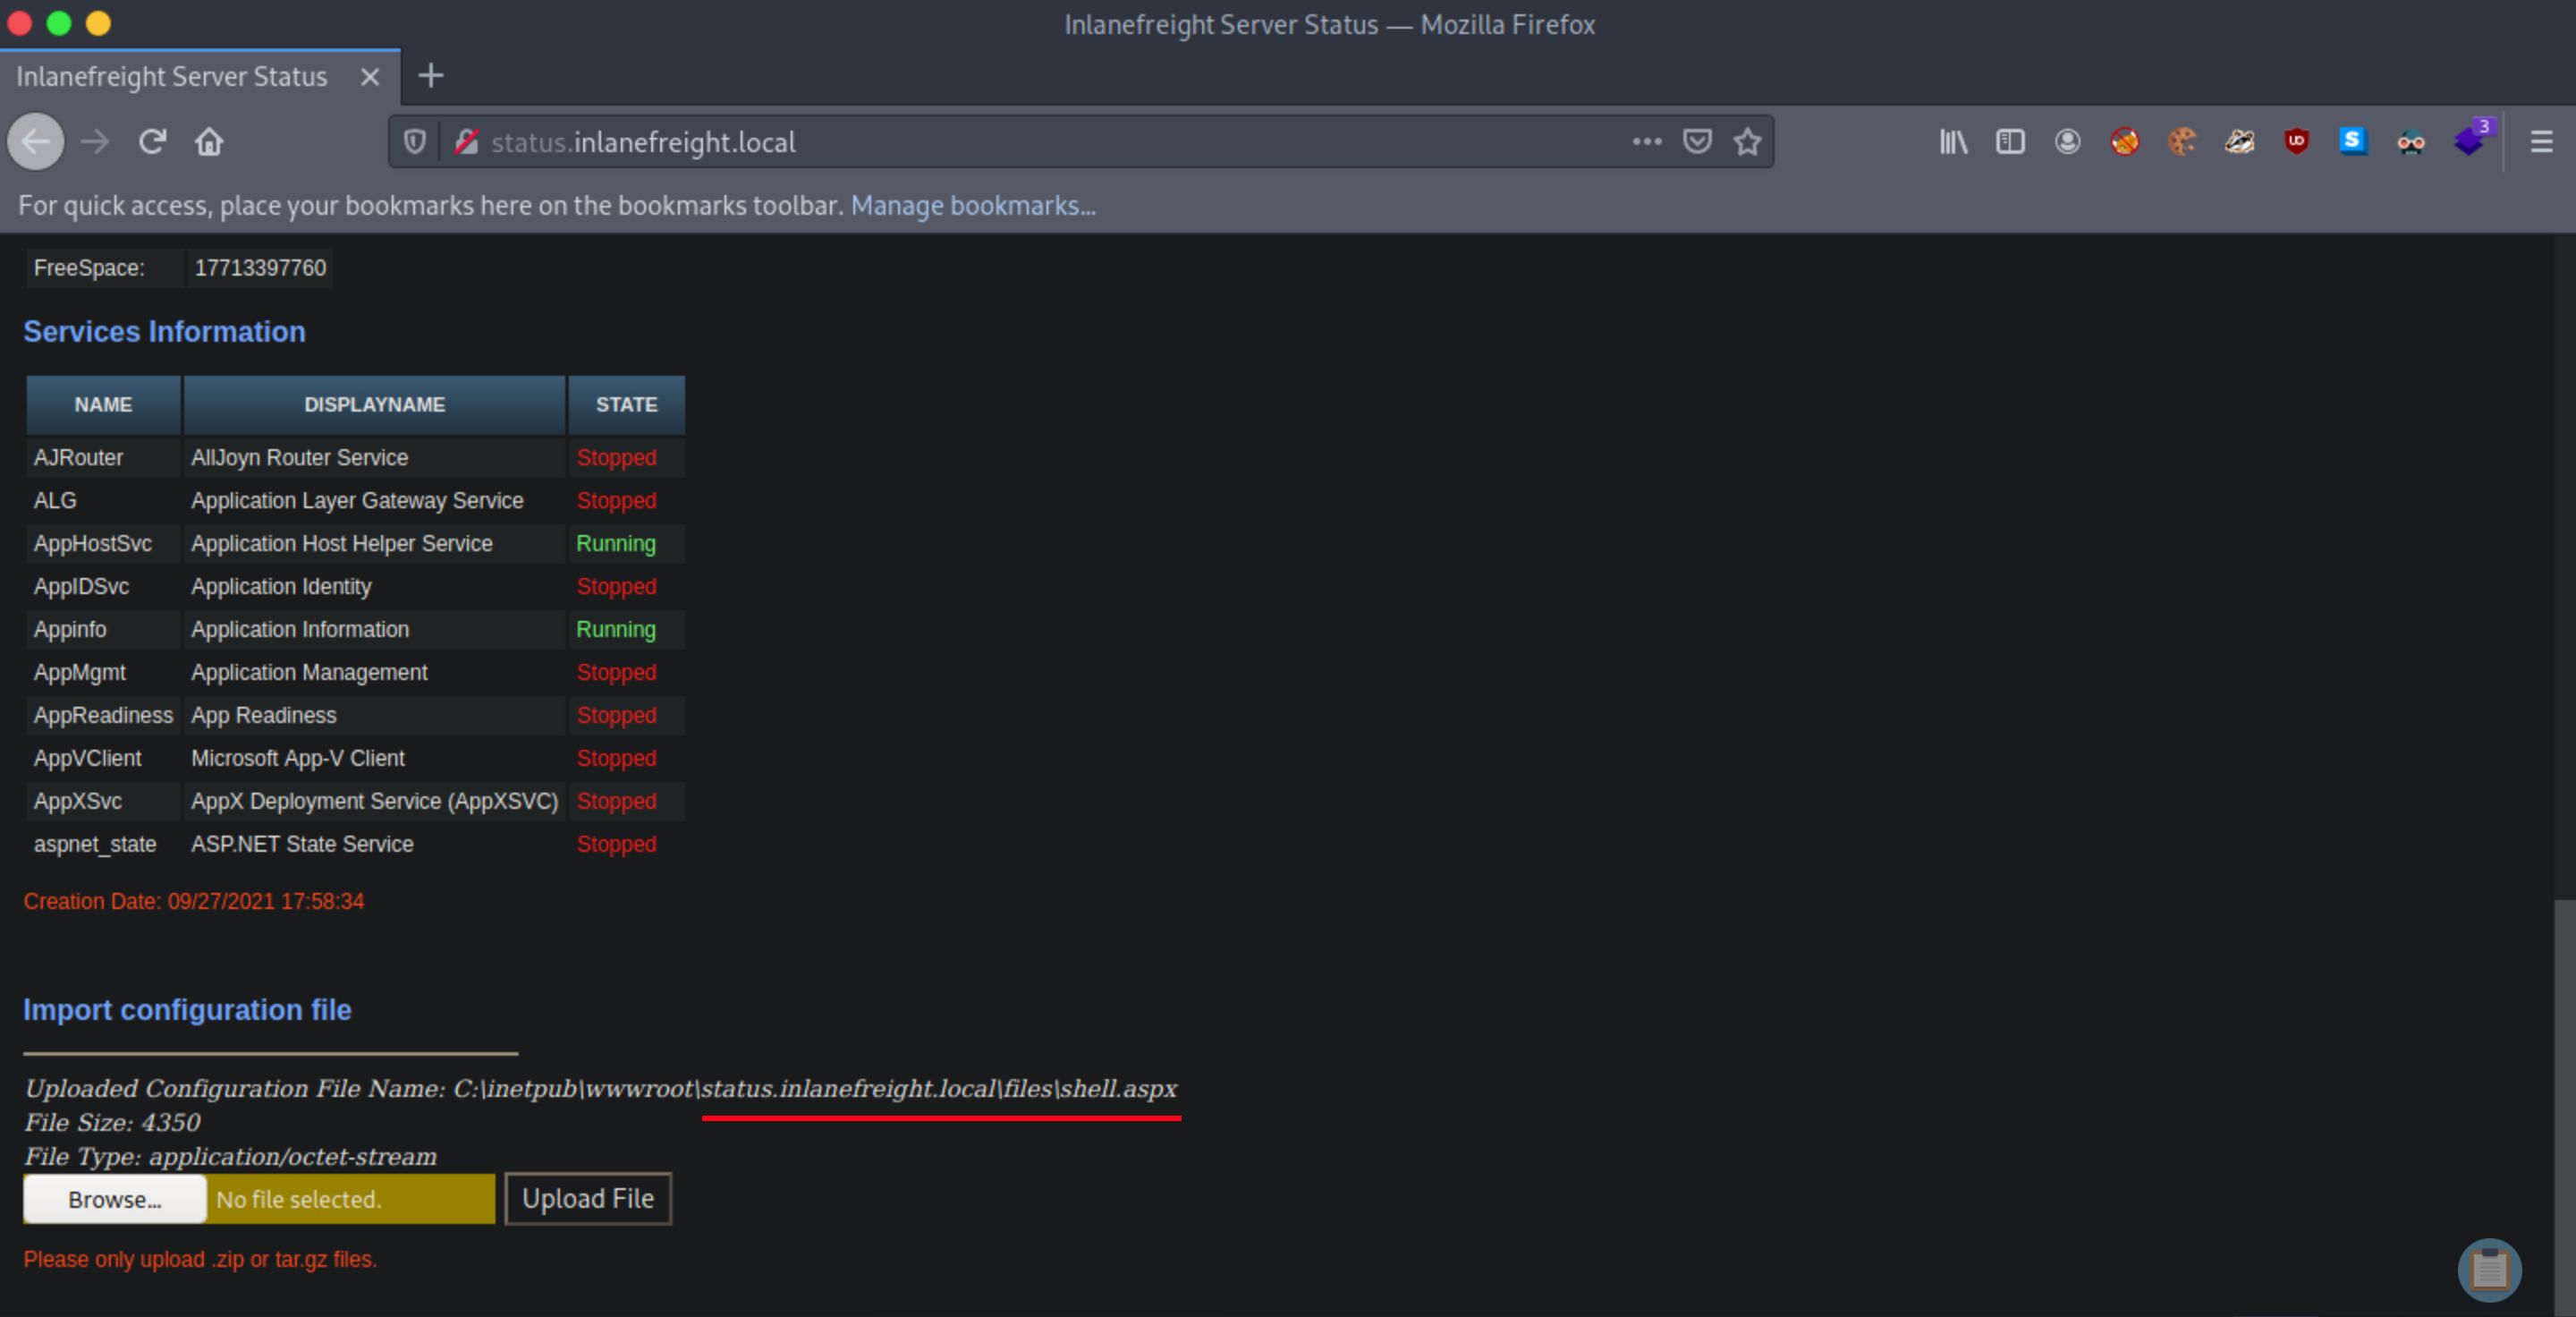 Inlanefreight Server Status — Mozilla Firefox
Inlanefreight Server Status
status.inlanefreight.local
3
For quick access, place your bookmarks here on the bookmarks toolbar. Manage bookmarks...
FreeSpace: 17713397760
Services Information
NAME DISPLAYNAME STATE
AJRouter AllJoyn Router Service Stopped
ALG Application Layer Gateway Service Stopped
AppHostSvc Application Host Helper Service Running
AppIDSvc Application Identity Stopped
Appinfo Application Information Running
AppMgmt Application Management Stopped
AppReadiness App Readiness Stopped
AppVClient Microsoft App-V Client Stopped
AppXSvc AppX Deployment Service (AppXSVC) Stopped
aspnet_state ASP.NET State Service Stopped
Creation Date: 09/27/2021 17:58:34
Import configuration file
Uploaded Configuration File Name: C:\inetpub\wwwroot\status.inlanefreight.local\files\shell.aspx
File Size: 4350
File Type: application/octet-stream
Browse... No file selected. Upload File
Please only upload .zip or tar.gz files.